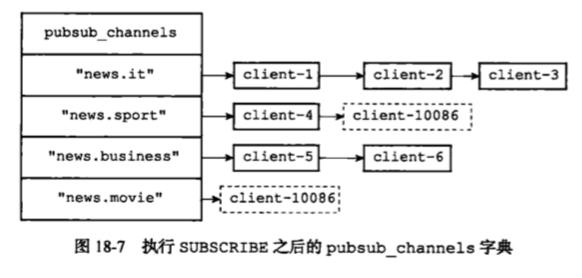 pubsub_channels
"news.it" client-1 client-2 client-3
"news.sport" client-4 client-10086
"news.business" client-5 client-6
"news.movie" client-10086
图 18-7 执行 SUBSCRIBE 之后的 pubsub_channels 字典